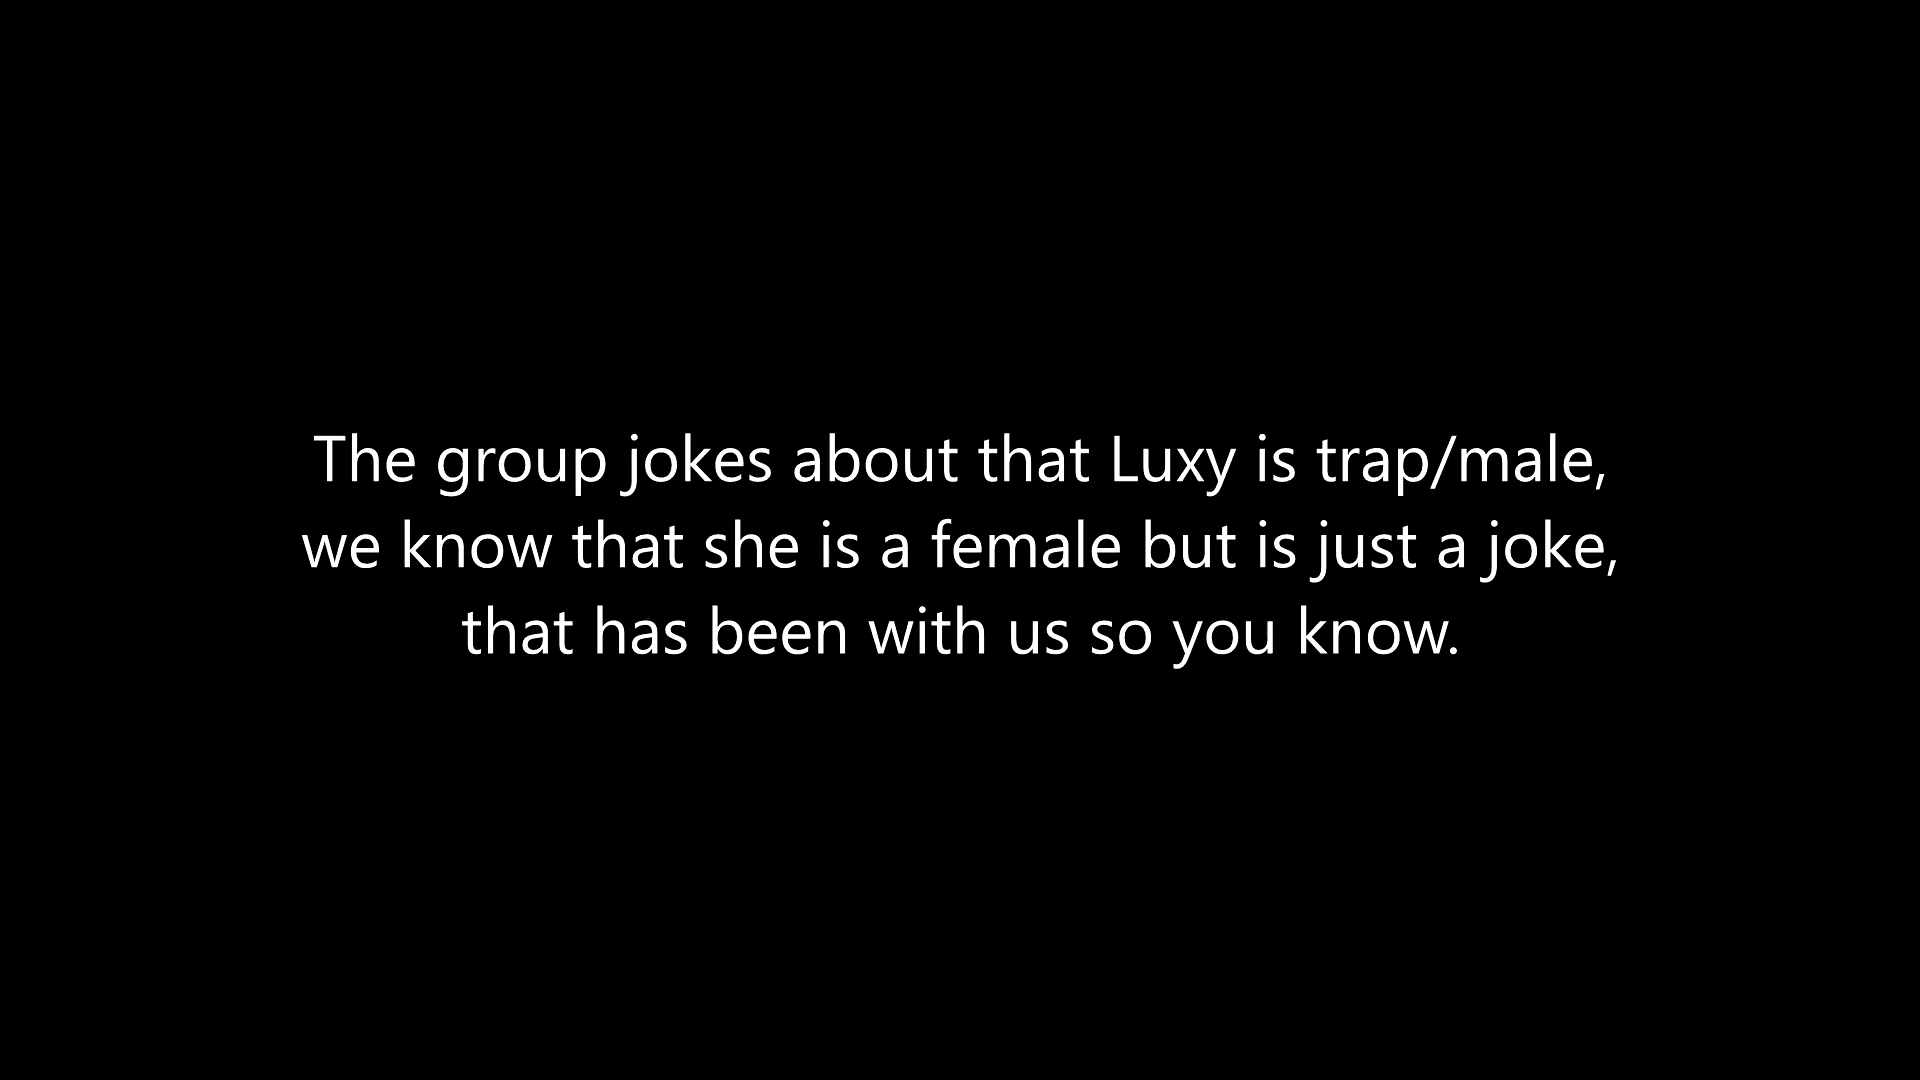 The group jokes about that Luxy is trap/male,
we know that she is a female but is just a joke,
that has been with us so you know.